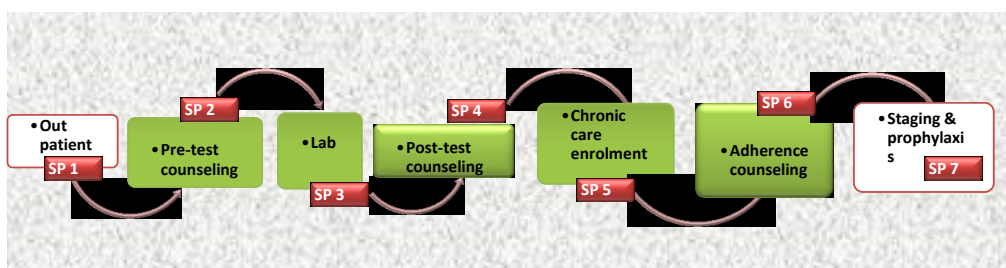 • Out
patient
SP 1
SP 2
• Pre-test
counseling
• Lab
SP 3
SP 4
• Post-test
counseling
• Chronic
care
enrolment
SP 5
SP 6
• Adherence
counseling
• Staging &
prophylaxi
s
SP 7